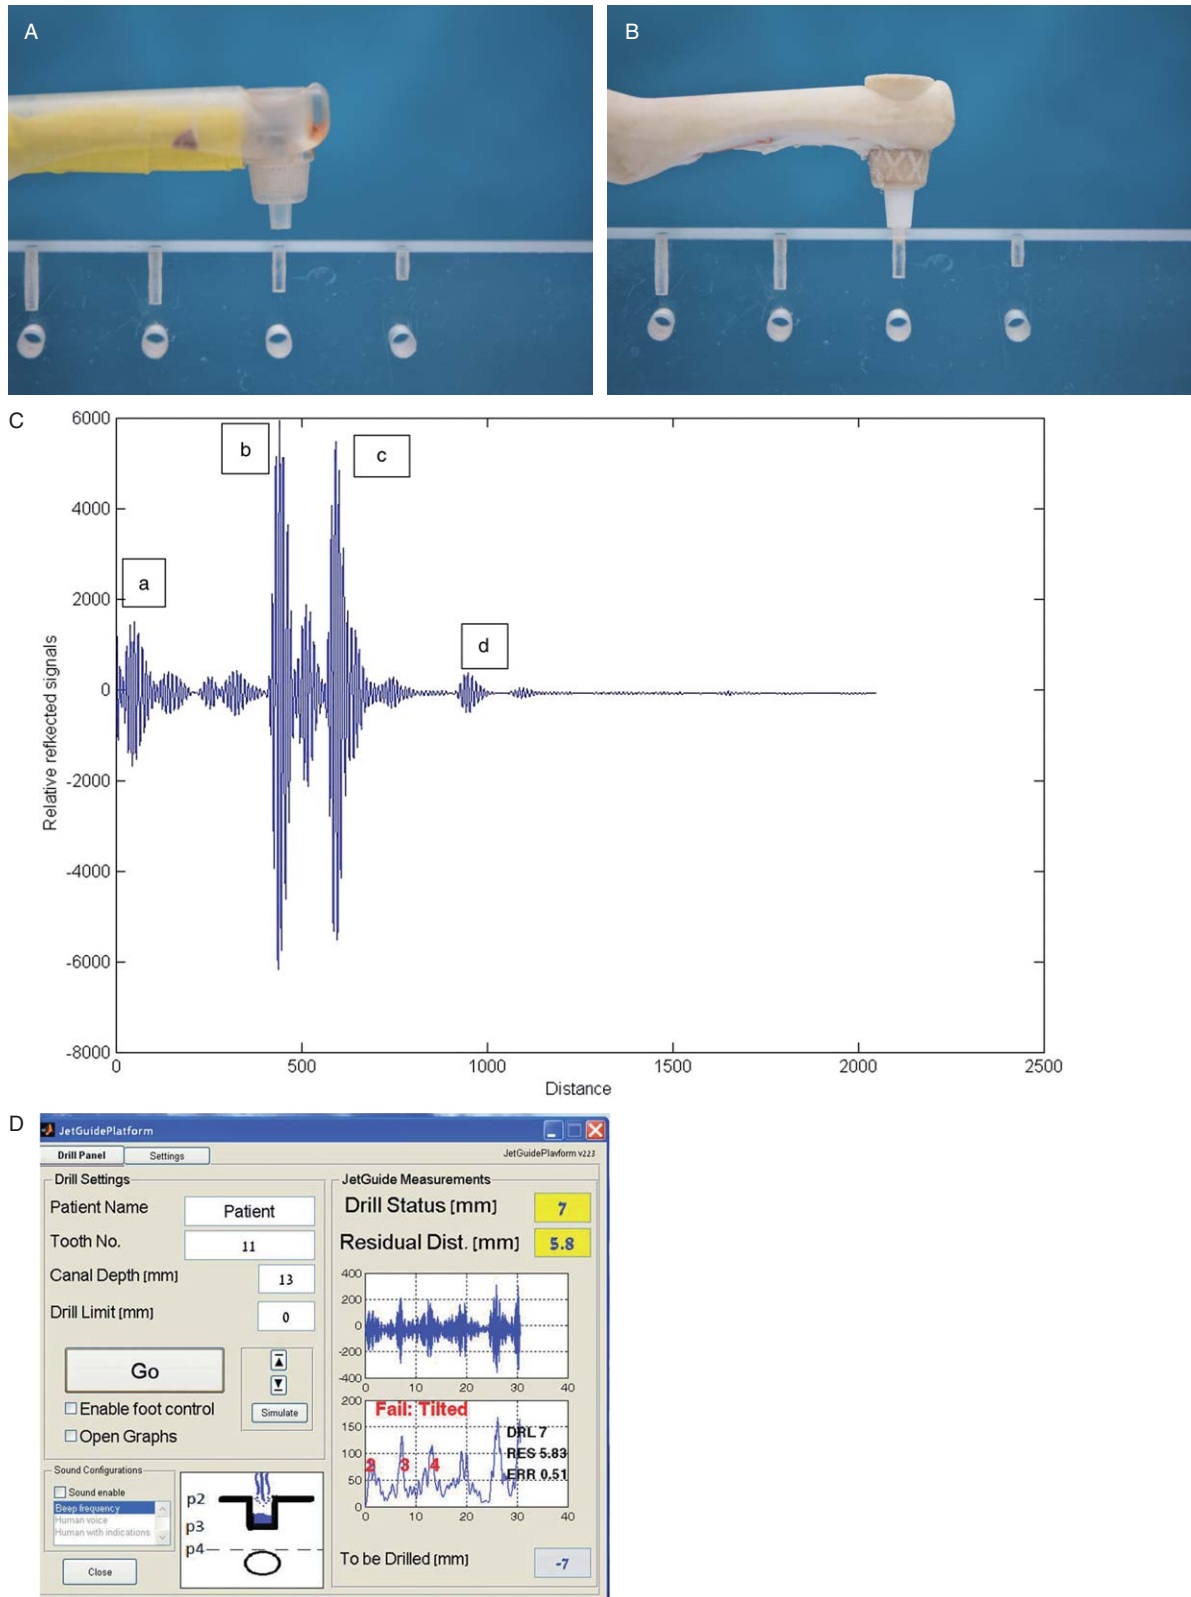 A
B
C
6000
4000
2000
0
-2000
-4000
-6000
-8000
0
500
1000
1500
2000
2500
a
b
c
d
Relative refkected signals
Distance
D
JetGuidePlatform
Drill Panel
Settings
JetGuidePlavform v223
Drill Settings
Patient Name
Patient
Tooth No.
11
Canal Depth [mm]
13
Drill Limit [mm]
0
Go
Enable foot control
Open Graphs
Simulate
Sound Configurations
Sound enable
Beep frequency
Human voice
Human with indications
Close
p2
p3
p4
JetGuide Measurements
Drill Status [mm]
7
Residual Dist. [mm]
5.8
400
200
0
-200
-400
0 10 20 30 40
200
150
100
50
0
Fail: Tilted
2 3 4
DRL 7
RES 5.83
ERR 0.51
0 10 20 30 40
To be Drilled [mm]
-7